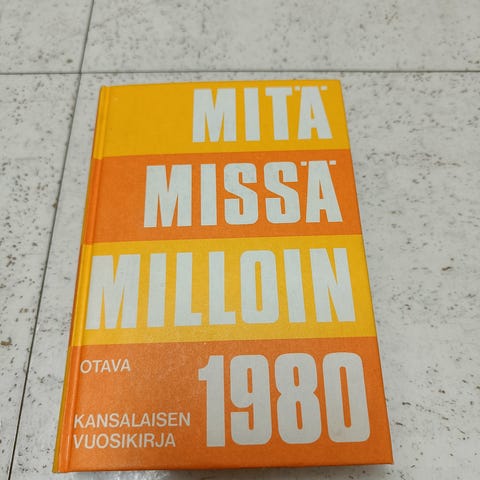 MITÄ
MISSÄ
MILLOIN
OTAVA
1980
KANSALAISEN
VUOSIKIRJA